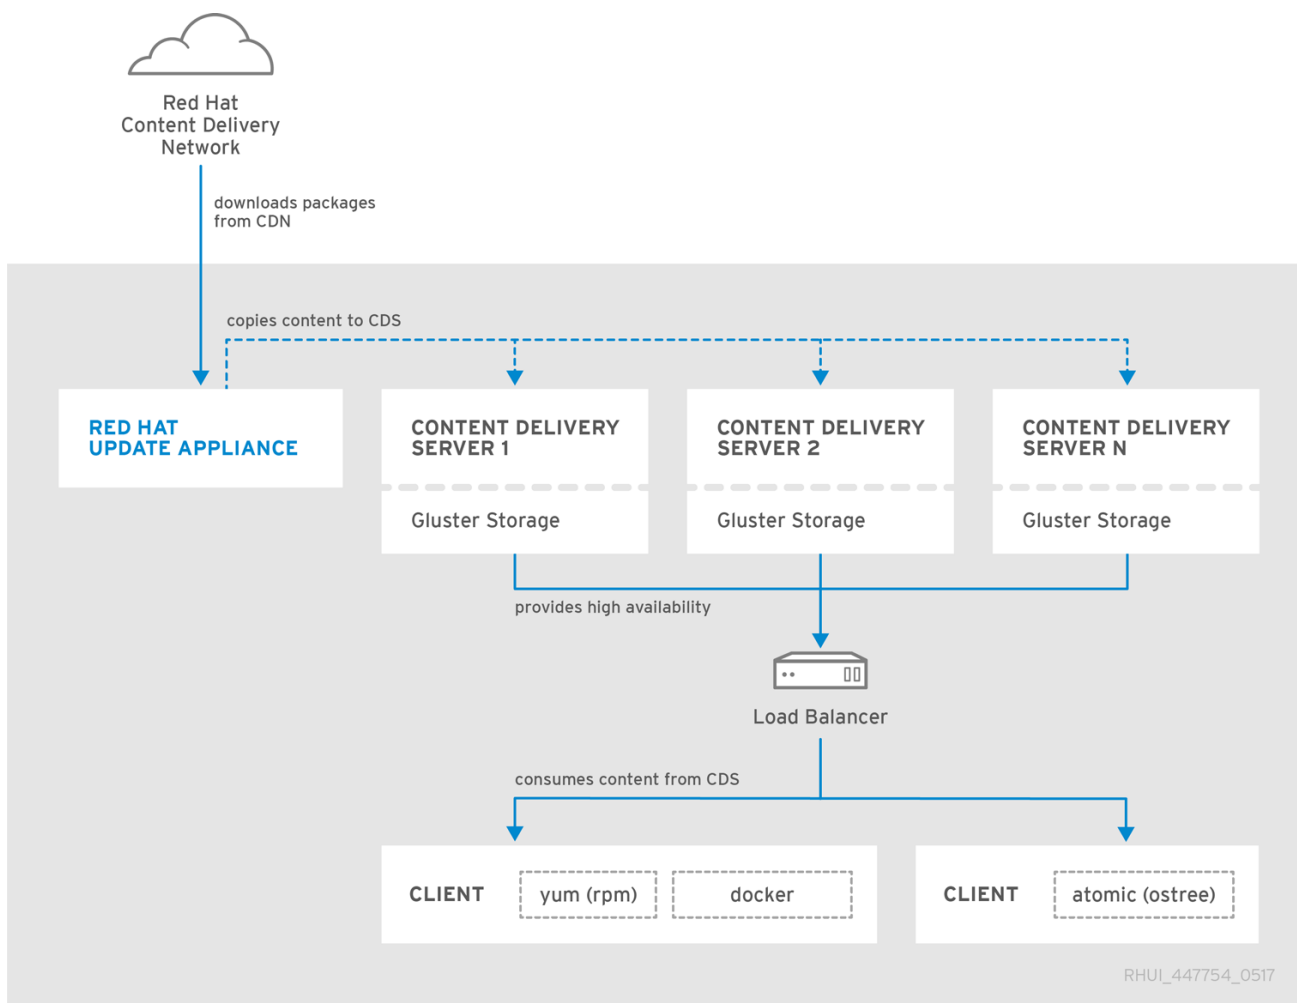 Red Hat
Content Delivery
Network
downloads packages
from CDN
copies content to CDS
RED HAT
UPDATE APPLIANCE
CONTENT DELIVERY
SERVER 1
Gluster Storage
CONTENT DELIVERY
SERVER 2
Gluster Storage
CONTENT DELIVERY
SERVER N
Gluster Storage
provides high availability
Load Balancer
consumes content from CDS
CLIENT
yum (rpm)
docker
CLIENT
atomic (ostree)
RHUI_447754_0517